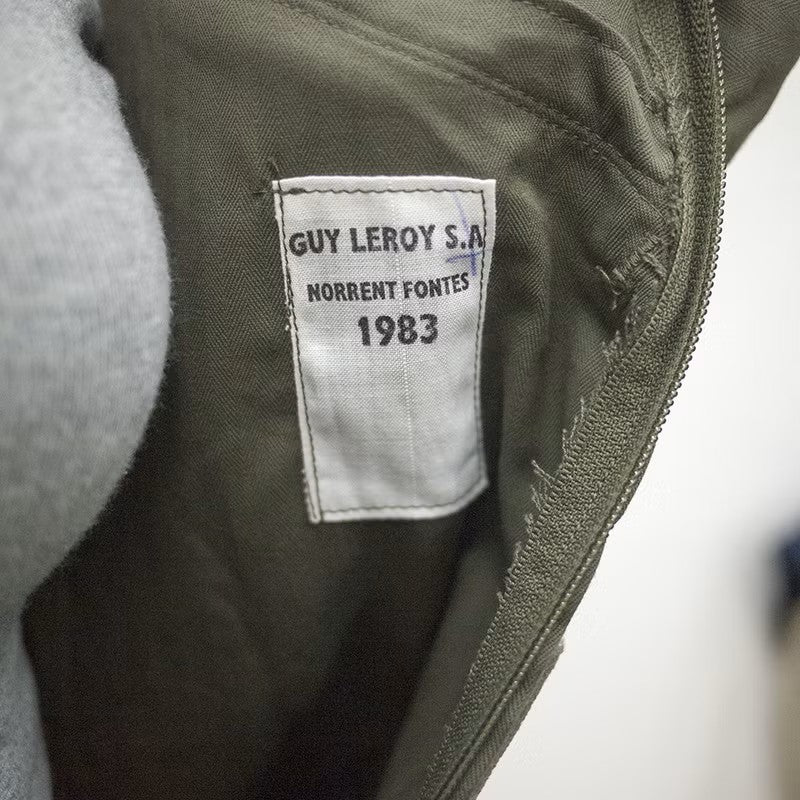 GUY LEROY S.A
NORRENT FONTES
1983